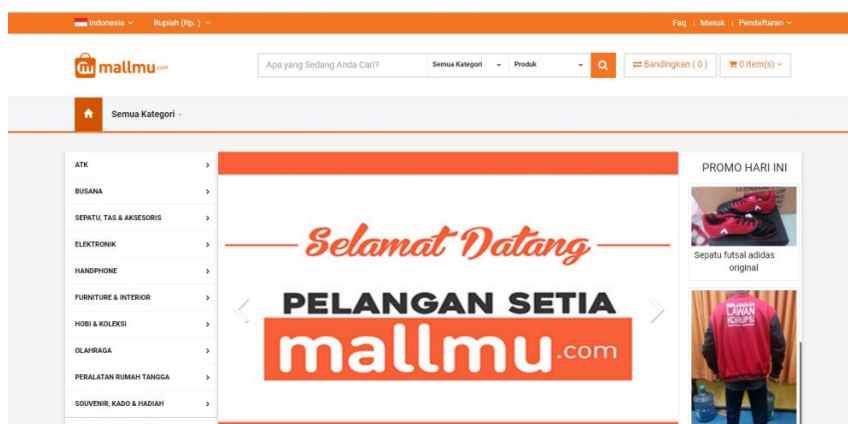 Indonesia
Rupiah (Rp. )
Faq | Masuk | Pendaftaran
mallmu
Apa yang Sedang Anda Cari?
Semua Kategori
Produk
Bandingkan ( 0 )
0 Item(s)
Semua Kategori
ATK
BUSANA
SEPATU, TAS & AKSESORIS
ELEKTRONIK
HANDPHONE
FURNITURE & INTERIOR
HOBI & KOLEKSI
OLAHRAGA
PERALATAN RUMAH TANGGA
SOUVENIR, KADO & HADIAH
Selamat Datang
PELANGAN SETIA
mallmu.com
PROMO HARI INI
Sepatu futsal adidas
original
LAWAN
KORUPSI